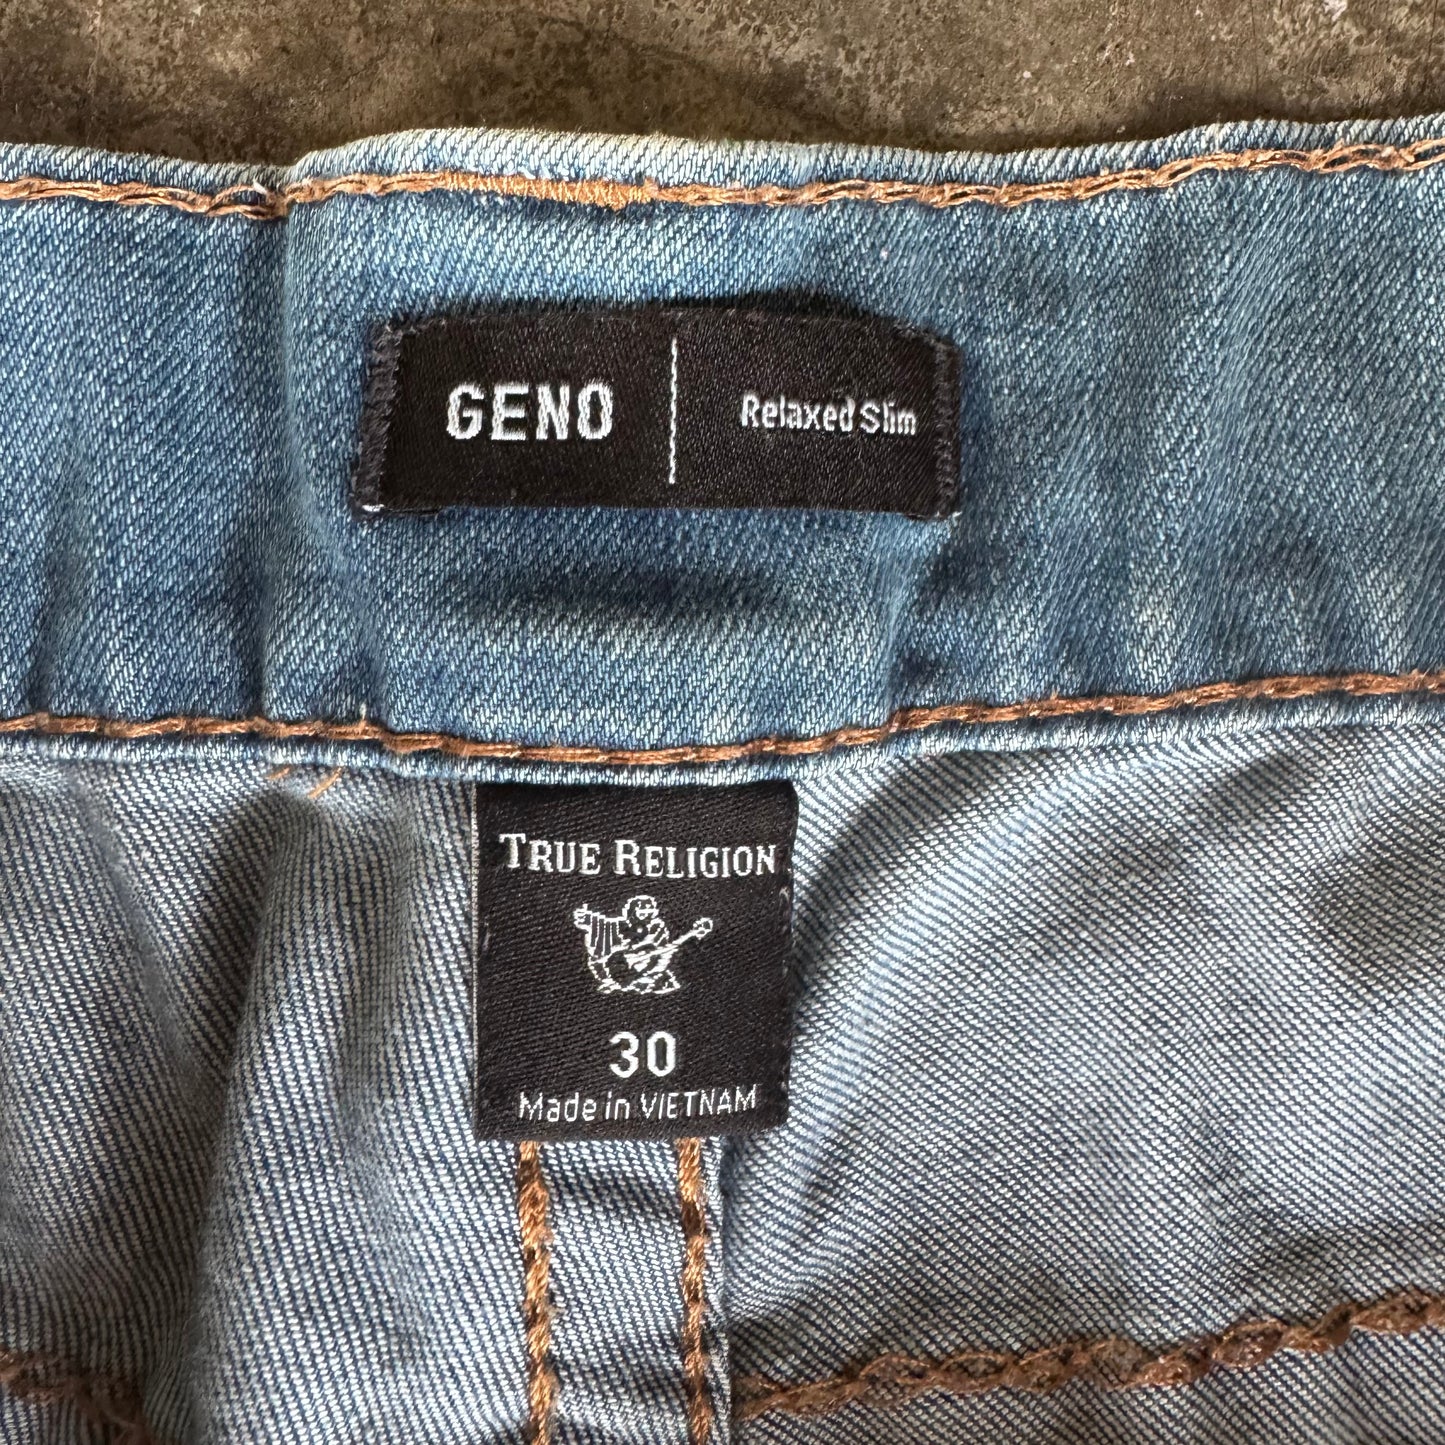 GENO | Relaxed Slim
TRUE RELIGION
30
Made in VIETNAM